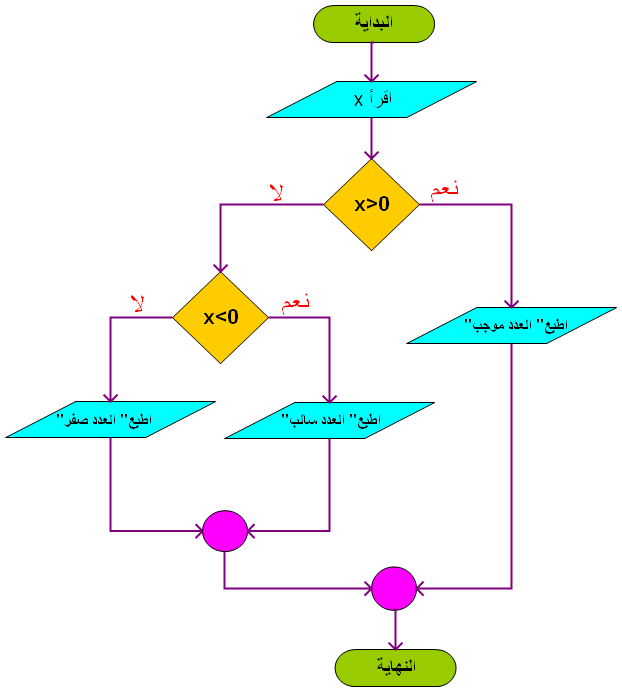 البداية
اقرأ x
x>0
نعم
لا
x<0
نعم
لا
اطبع" العدد موجب"
اطبع" العدد سالب"
اطبع" العدد صفر"
النهاية